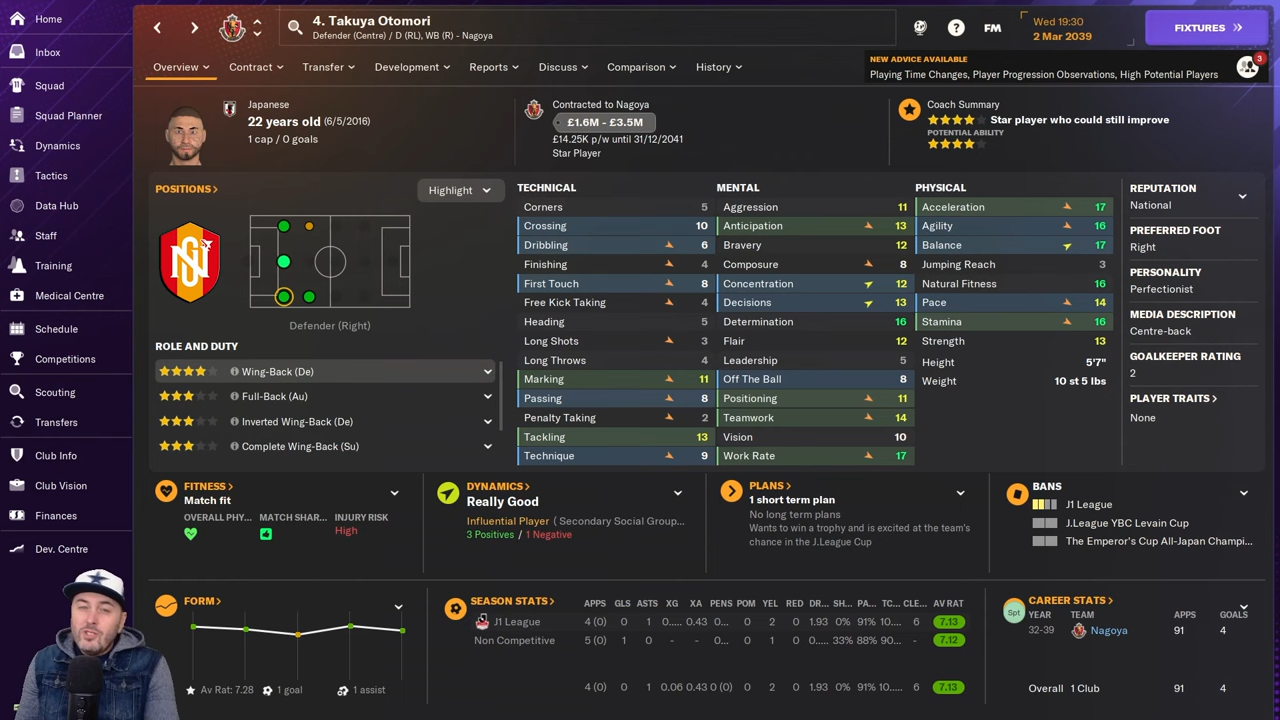 Home
Inbox
Squad
Squad Planner
Dynamics
Tactics
Data Hub
Staff
Training
Medical Centre
Schedule
Competitions
Scouting
Transfers
Club Info
Club Vision
Finances
Dev. Centre
4. Takuya Otomori
Defender (Centre) / D (RL), WB (R) - Nagoya
FM
Wed 19:30
2 Mar 2039
FIXTURES
Overview Contract Transfer Development Reports Discuss Comparison History
NEW ADVICE AVAILABLE
Playing Time Changes, Player Progression Observations, High Potential Players
3
Japanese
22 years old (6/5/2016)
1 cap / 0 goals
Contracted to Nagoya
£1.6M - £3.5M
£14.25K p/w until 31/12/2041
Star Player
Coach Summary
Star player who could still improve
POTENTIAL ABILITY
POSITIONS
Highlight
Defender (Right)
ROLE AND DUTY
Wing-Back (De)
Full-Back (Au)
Inverted Wing-Back (De)
Complete Wing-Back (Su)
TECHNICAL
Corners 5
Crossing 10
Dribbling 6
Finishing 4
First Touch 8
Free Kick Taking 4
Heading 5
Long Shots 3
Long Throws 4
Marking 11
Passing 8
Penalty Taking 2
Tackling 13
Technique 9
MENTAL
Aggression 11
Anticipation 13
Bravery 12
Composure 8
Concentration 12
Decisions 13
Determination 16
Flair 12
Leadership 5
Off The Ball 8
Positioning 11
Teamwork 14
Vision 10
Work Rate 17
PHYSICAL
Acceleration 17
Agility 16
Balance 17
Jumping Reach 3
Natural Fitness 16
Pace 14
Stamina 16
Strength 13
Height 5'7"
Weight 10 st 5 lbs
REPUTATION
National
PREFERRED FOOT
Right
PERSONALITY
Perfectionist
MEDIA DESCRIPTION
Centre-back
GOALKEEPER RATING
2
PLAYER TRAITS
None
FITNESS
Match fit
OVERALL PHY... MATCH SHAR... INJURY RISK
High
DYNAMICS
Really Good
Influential Player ( Secondary Social Group...
3 Positives / 1 Negative
PLANS
1 short term plan
No long term plans
Wants to win a trophy and is excited at the team's
chance in the J.League Cup
BANS
J1 League
J.League YBC Levain Cup
The Emperor's Cup All-Japan Champi...
FORM
Av Rat: 7.28 1 goal 1 assist
SEASON STATS APPS GLS ASTS XG XA PENS POM YEL RED DR... SH... PA... TC... CLE... AV RAT
J1 League 4 (0) 0 1 0..... 0.43 0... 0 2 0 1.93 0% 91% 10.... 6 7.13
Non Competitive 5 (0) 1 0 - - 0... 0 1 0 0... 33% 88% 90... - 7.12
4 (0) 0 1 0.06 0.43 0 (0) 0 2 0 1.93 0% 91% 10.... 6 7.13
Spt
CAREER STATS
YEAR TEAM APPS GOALS
32-39 Nagoya 91 4
Overall 1 Club 91 4